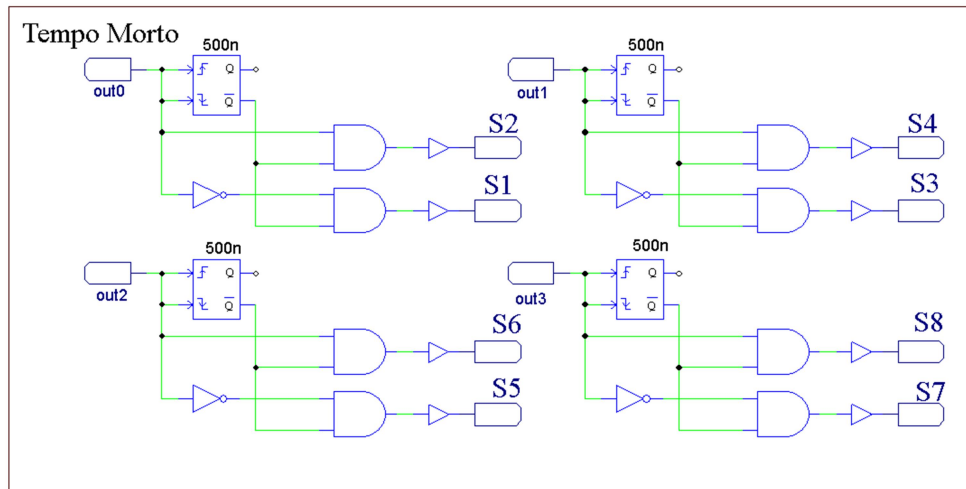 Tempo Morto
500n
Q
Q
out0
S2
S1
500n
Q
Q
out1
S4
S3
500n
Q
Q
out2
S6
S5
500n
Q
Q
out3
S8
S7